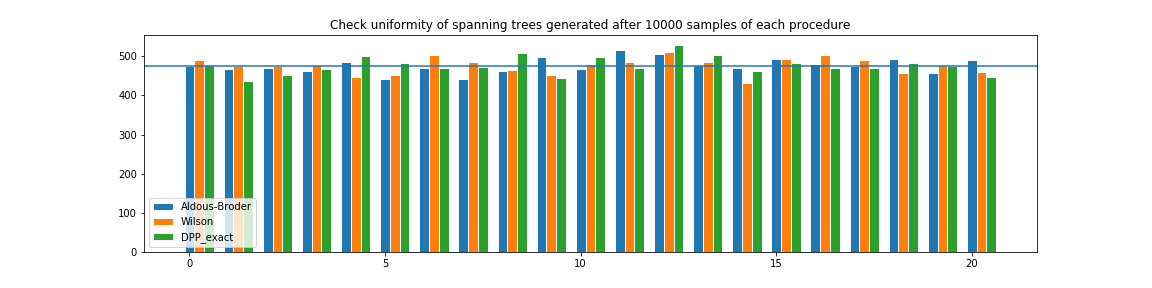 Check uniformity of spanning trees generated after 10000 samples of each procedure
500
400
300
200
100
0
Aldous-Broder
Wilson
DPP_exact
0 5 10 15 20